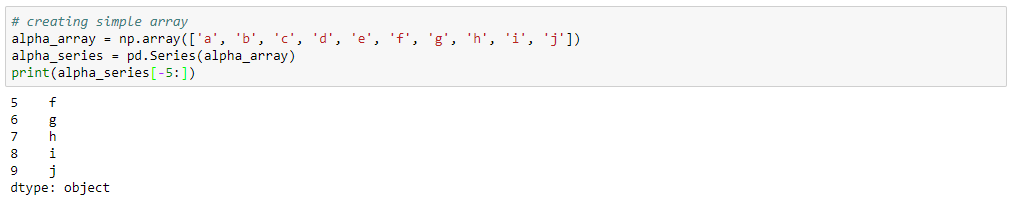 # creating simple array
alpha_array = np.array(['a', 'b', 'c', 'd', 'e', 'f', 'g', 'h', 'i', 'j'])
alpha_series = pd.Series(alpha_array)
print(alpha_series[-5:])
5    f
6    g
7    h
8    i
9    j
dtype: object